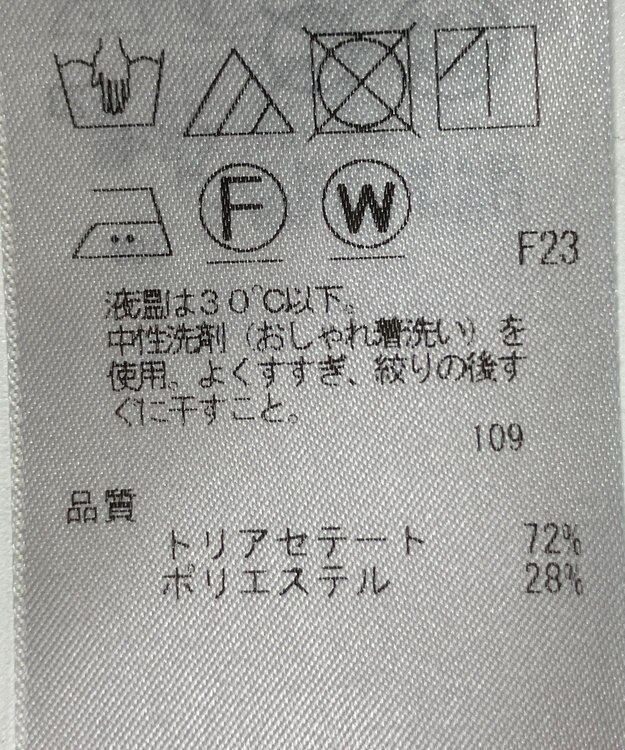 F
W
F23
液温は30℃以下。
中性洗剤(おしゃれ着洗い)を
使用。よくすすぎ、絞りの後す
ぐに干すこと。
109
品質
トリアセテート 72%
ポリエステル 28%